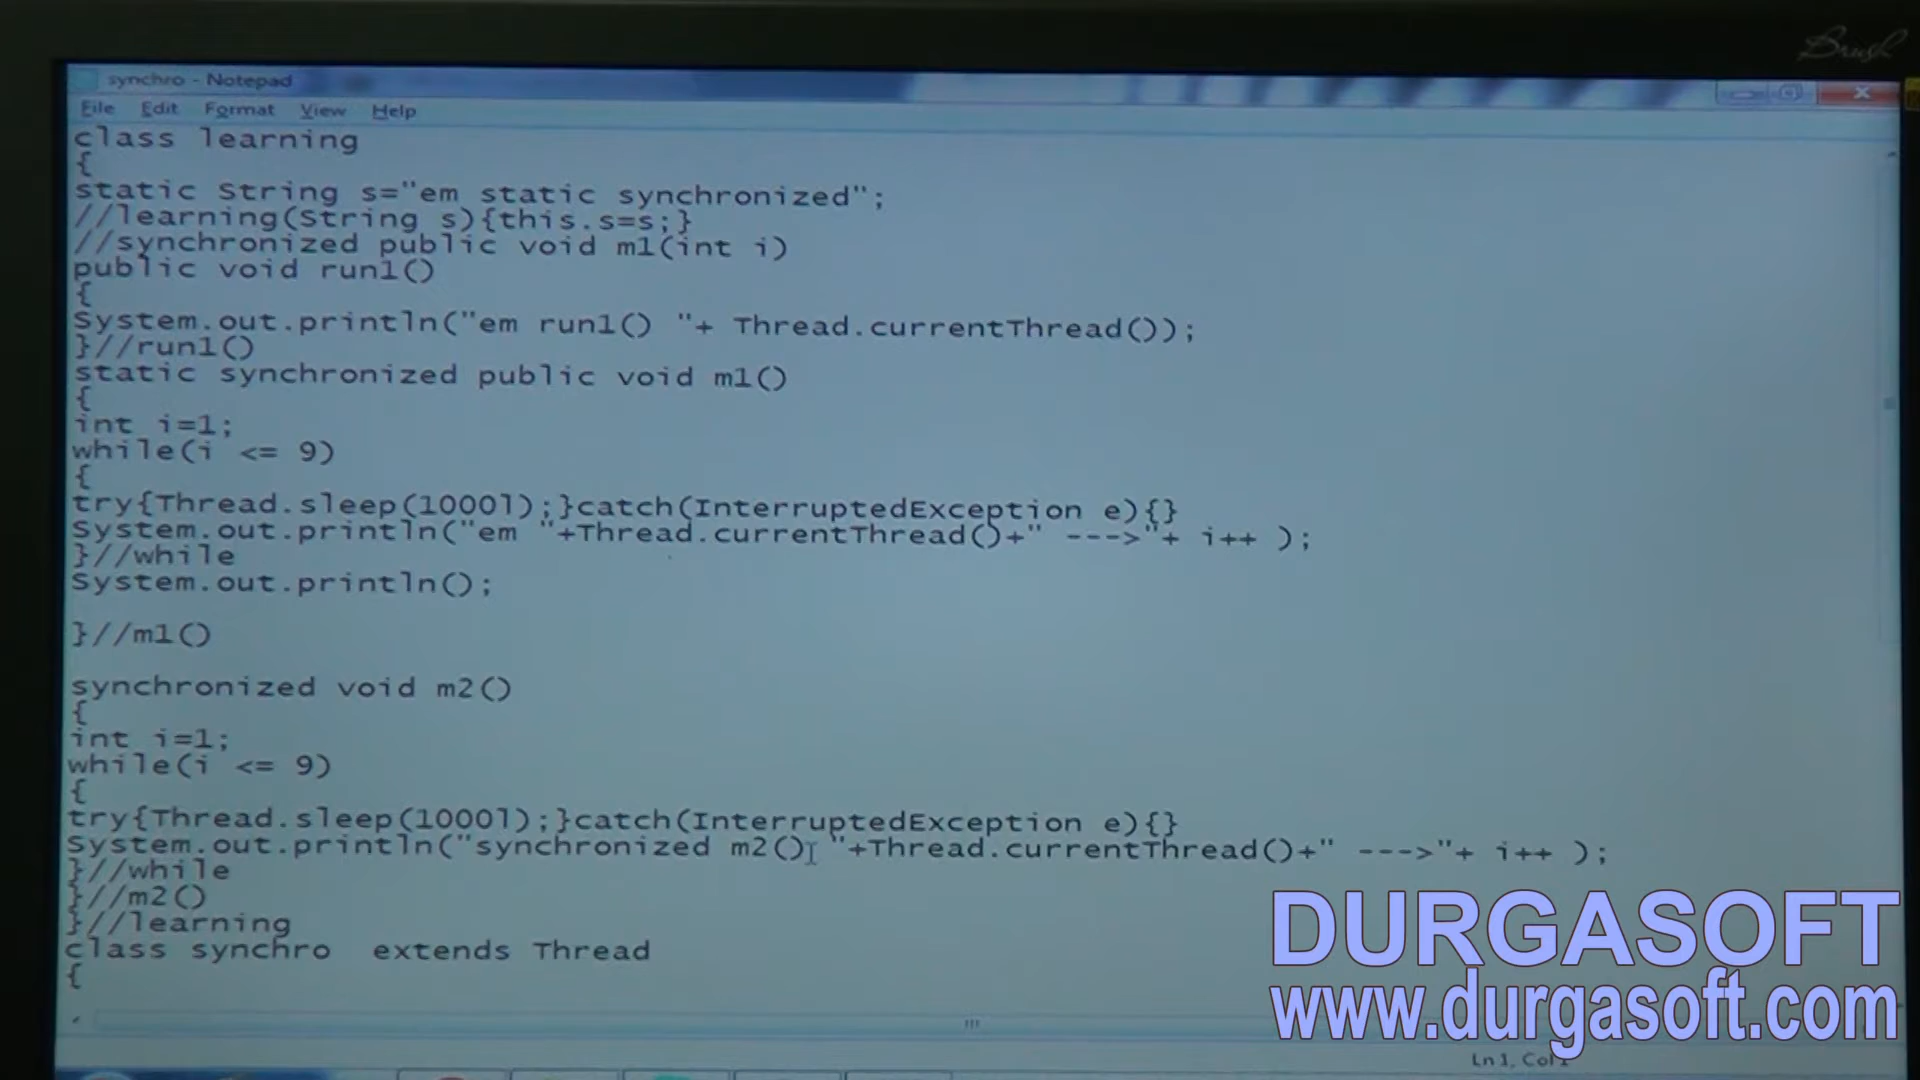 Brush
synchro - Notepad
File Edit Format View Help
class learning
{
static String s="em static synchronized";
//learning(String s){this.s=s;}
//synchronized public void m1(int i)
public void run1()
{
System.out.println("em run1() "+ Thread.currentThread());
}//run1()
static synchronized public void m1()
{
int i=1;
while(i <= 9)
{
try{Thread.sleep(1000l);}catch(InterruptedException e){}
System.out.println("em "+Thread.currentThread()+" --->"+ i++ );
}//while
System.out.println();
}//m1()
synchronized void m2()
{
int i=1;
while(i <= 9)
{
try{Thread.sleep(1000l);}catch(InterruptedException e){}
System.out.println("synchronized m2() "+Thread.currentThread()+" --->"+ i++ );
}//while
}//m2()
}//learning
class synchro extends Thread
{
DURGASOFT
www.durgasoft.com
Ln 1, Col 1